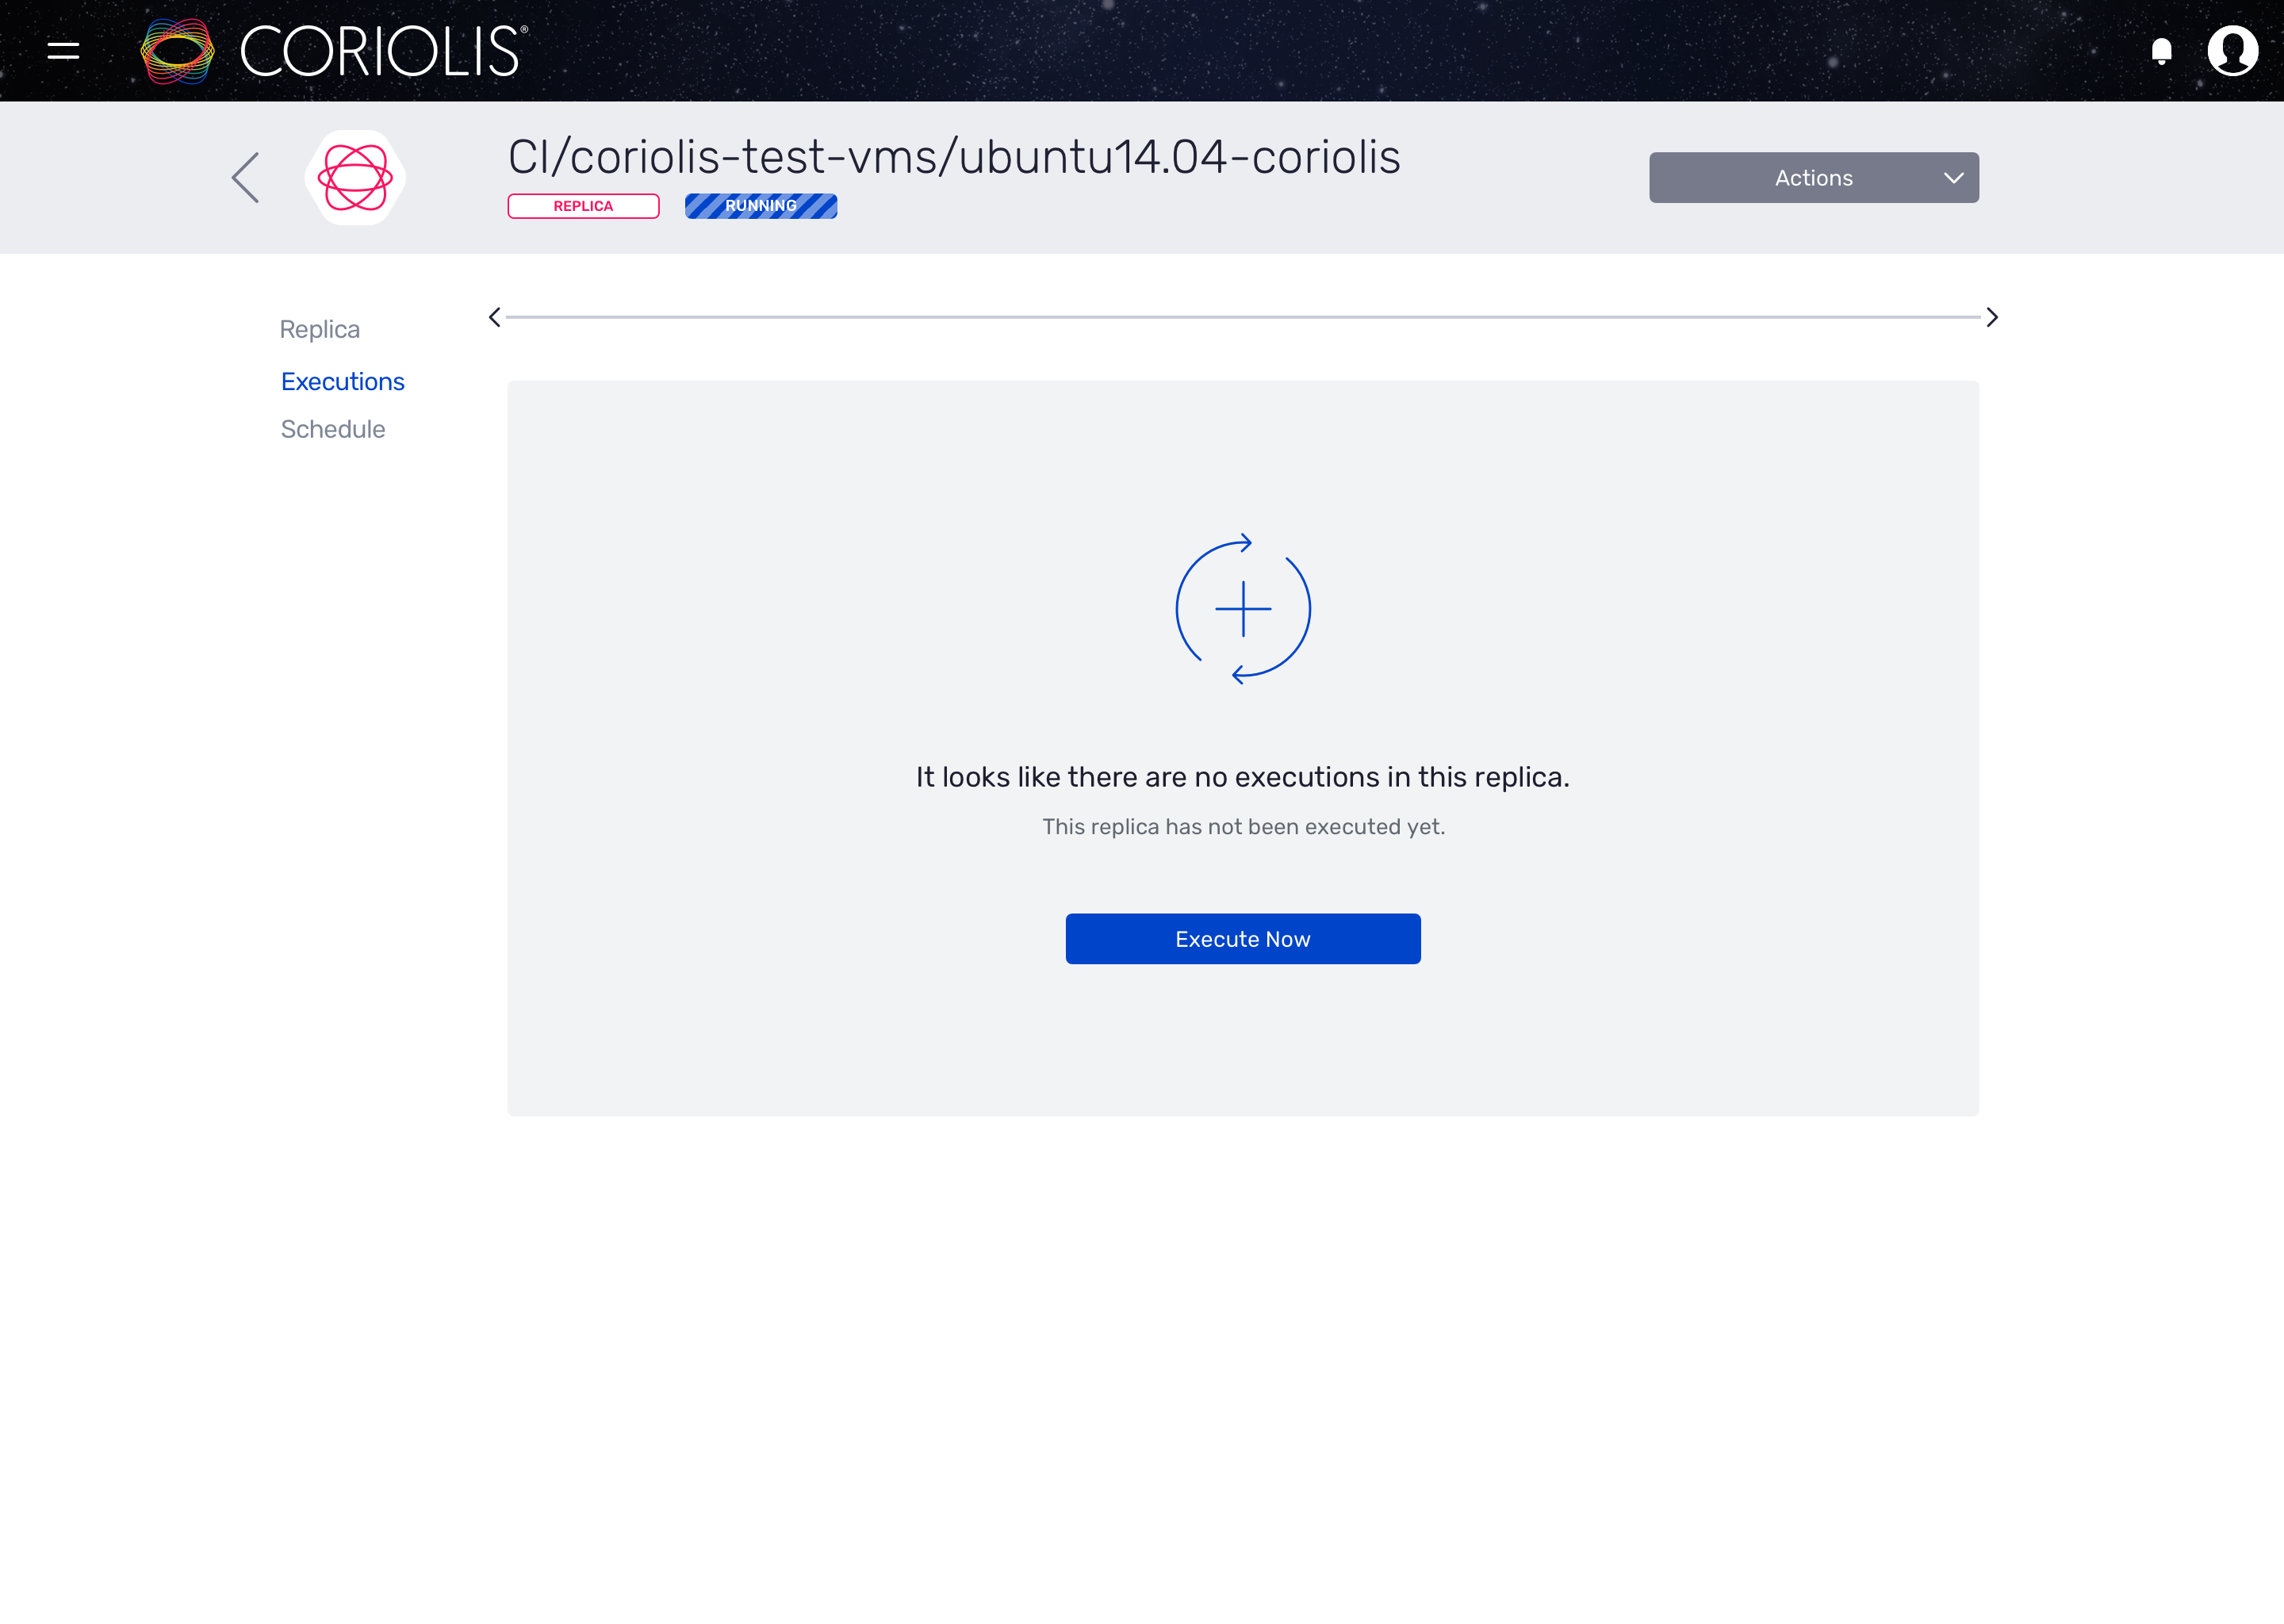 CORIOLIS®
CI/coriolis-test-vms/ubuntu14.04-coriolis
REPLICA
RUNNING
Actions
Replica
Executions
Schedule
It looks like there are no executions in this replica.
This replica has not been executed yet.
Execute Now